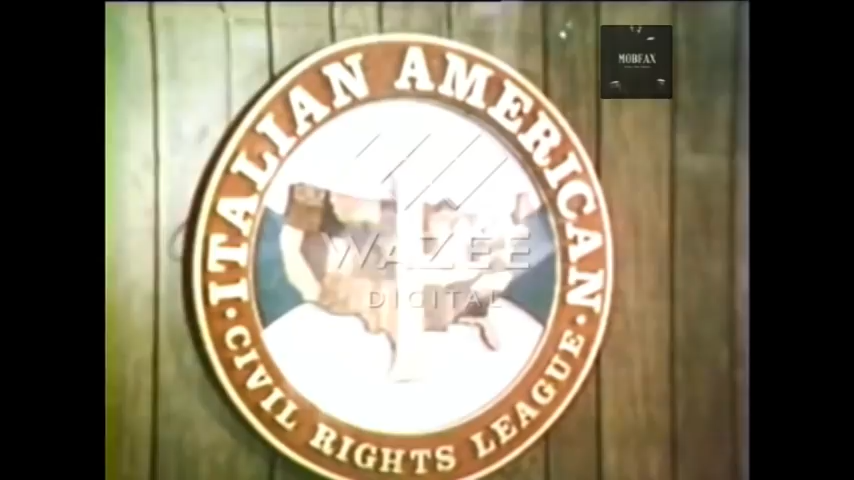 ITALIAN AMERICAN
• CIVIL RIGHTS LEAGUE •
MOBFAX
WAZEE
DIGITAL